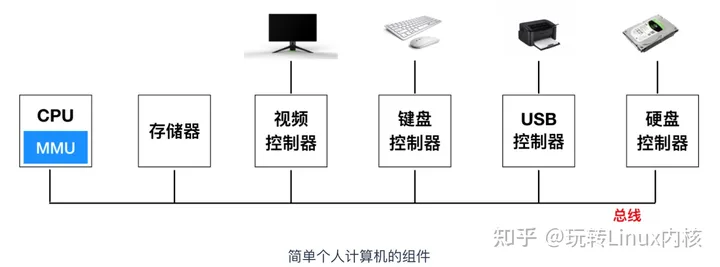 CPU
MMU
存储器
视频
控制器
键盘
控制器
USB
控制器
硬盘
控制器
总线
知乎 @玩转Linux内核
简单个人计算机的组件